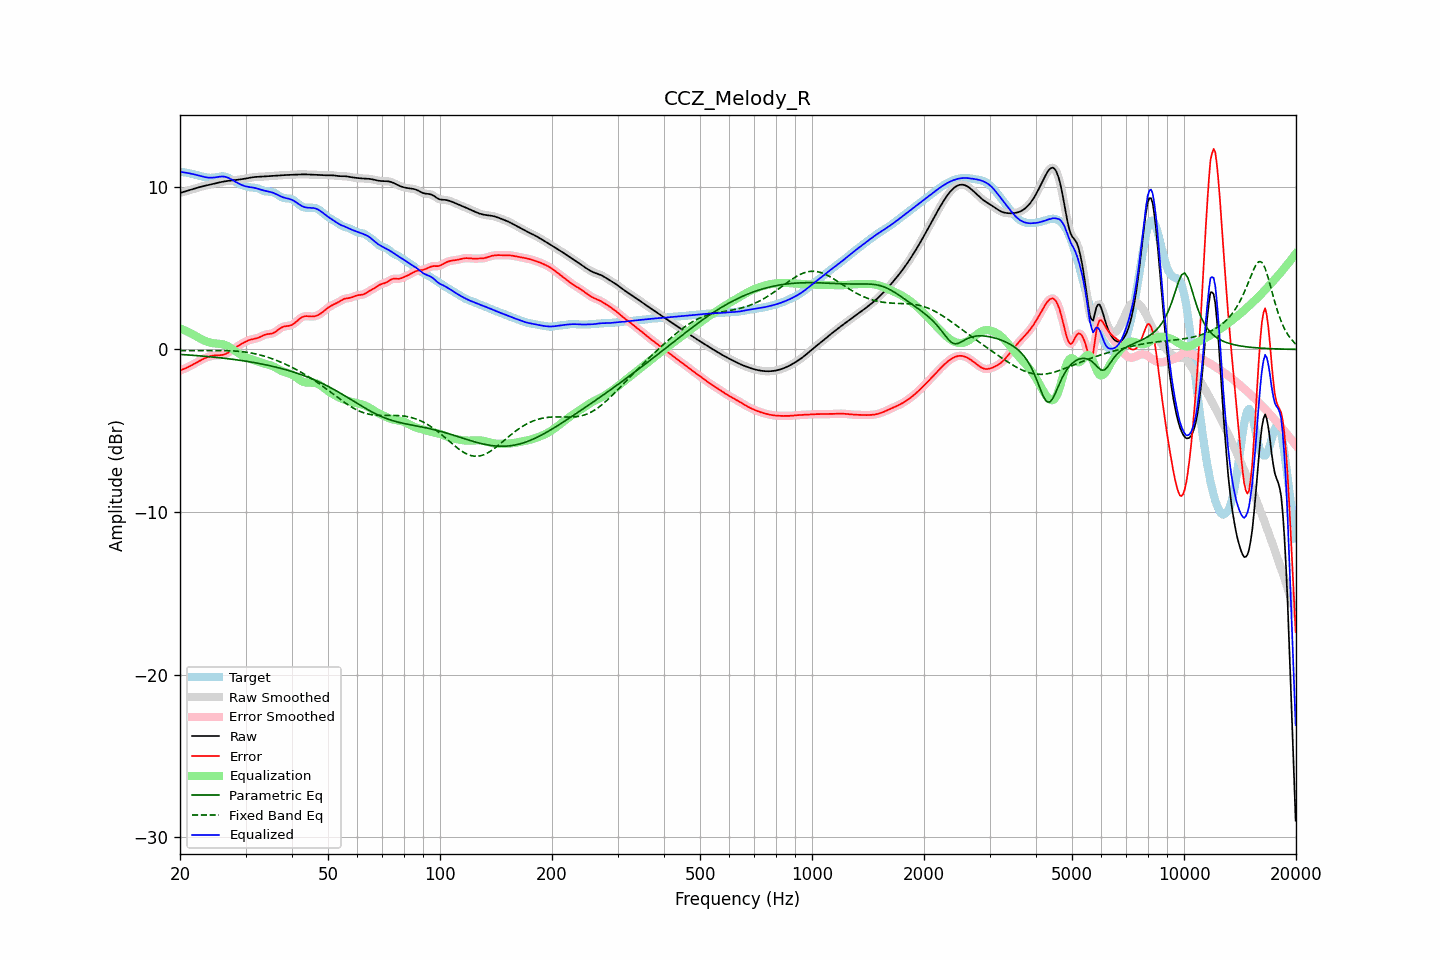 CCZ_Melody_R
Amplitude (dBr)
10
0
−10
−20
−30
Target
Raw Smoothed
Error Smoothed
Raw
Error
Equalization
Parametric Eq
Fixed Band Eq
Equalized
20 50 100 200 500 1000 2000 5000 10000 20000
Frequency (Hz)